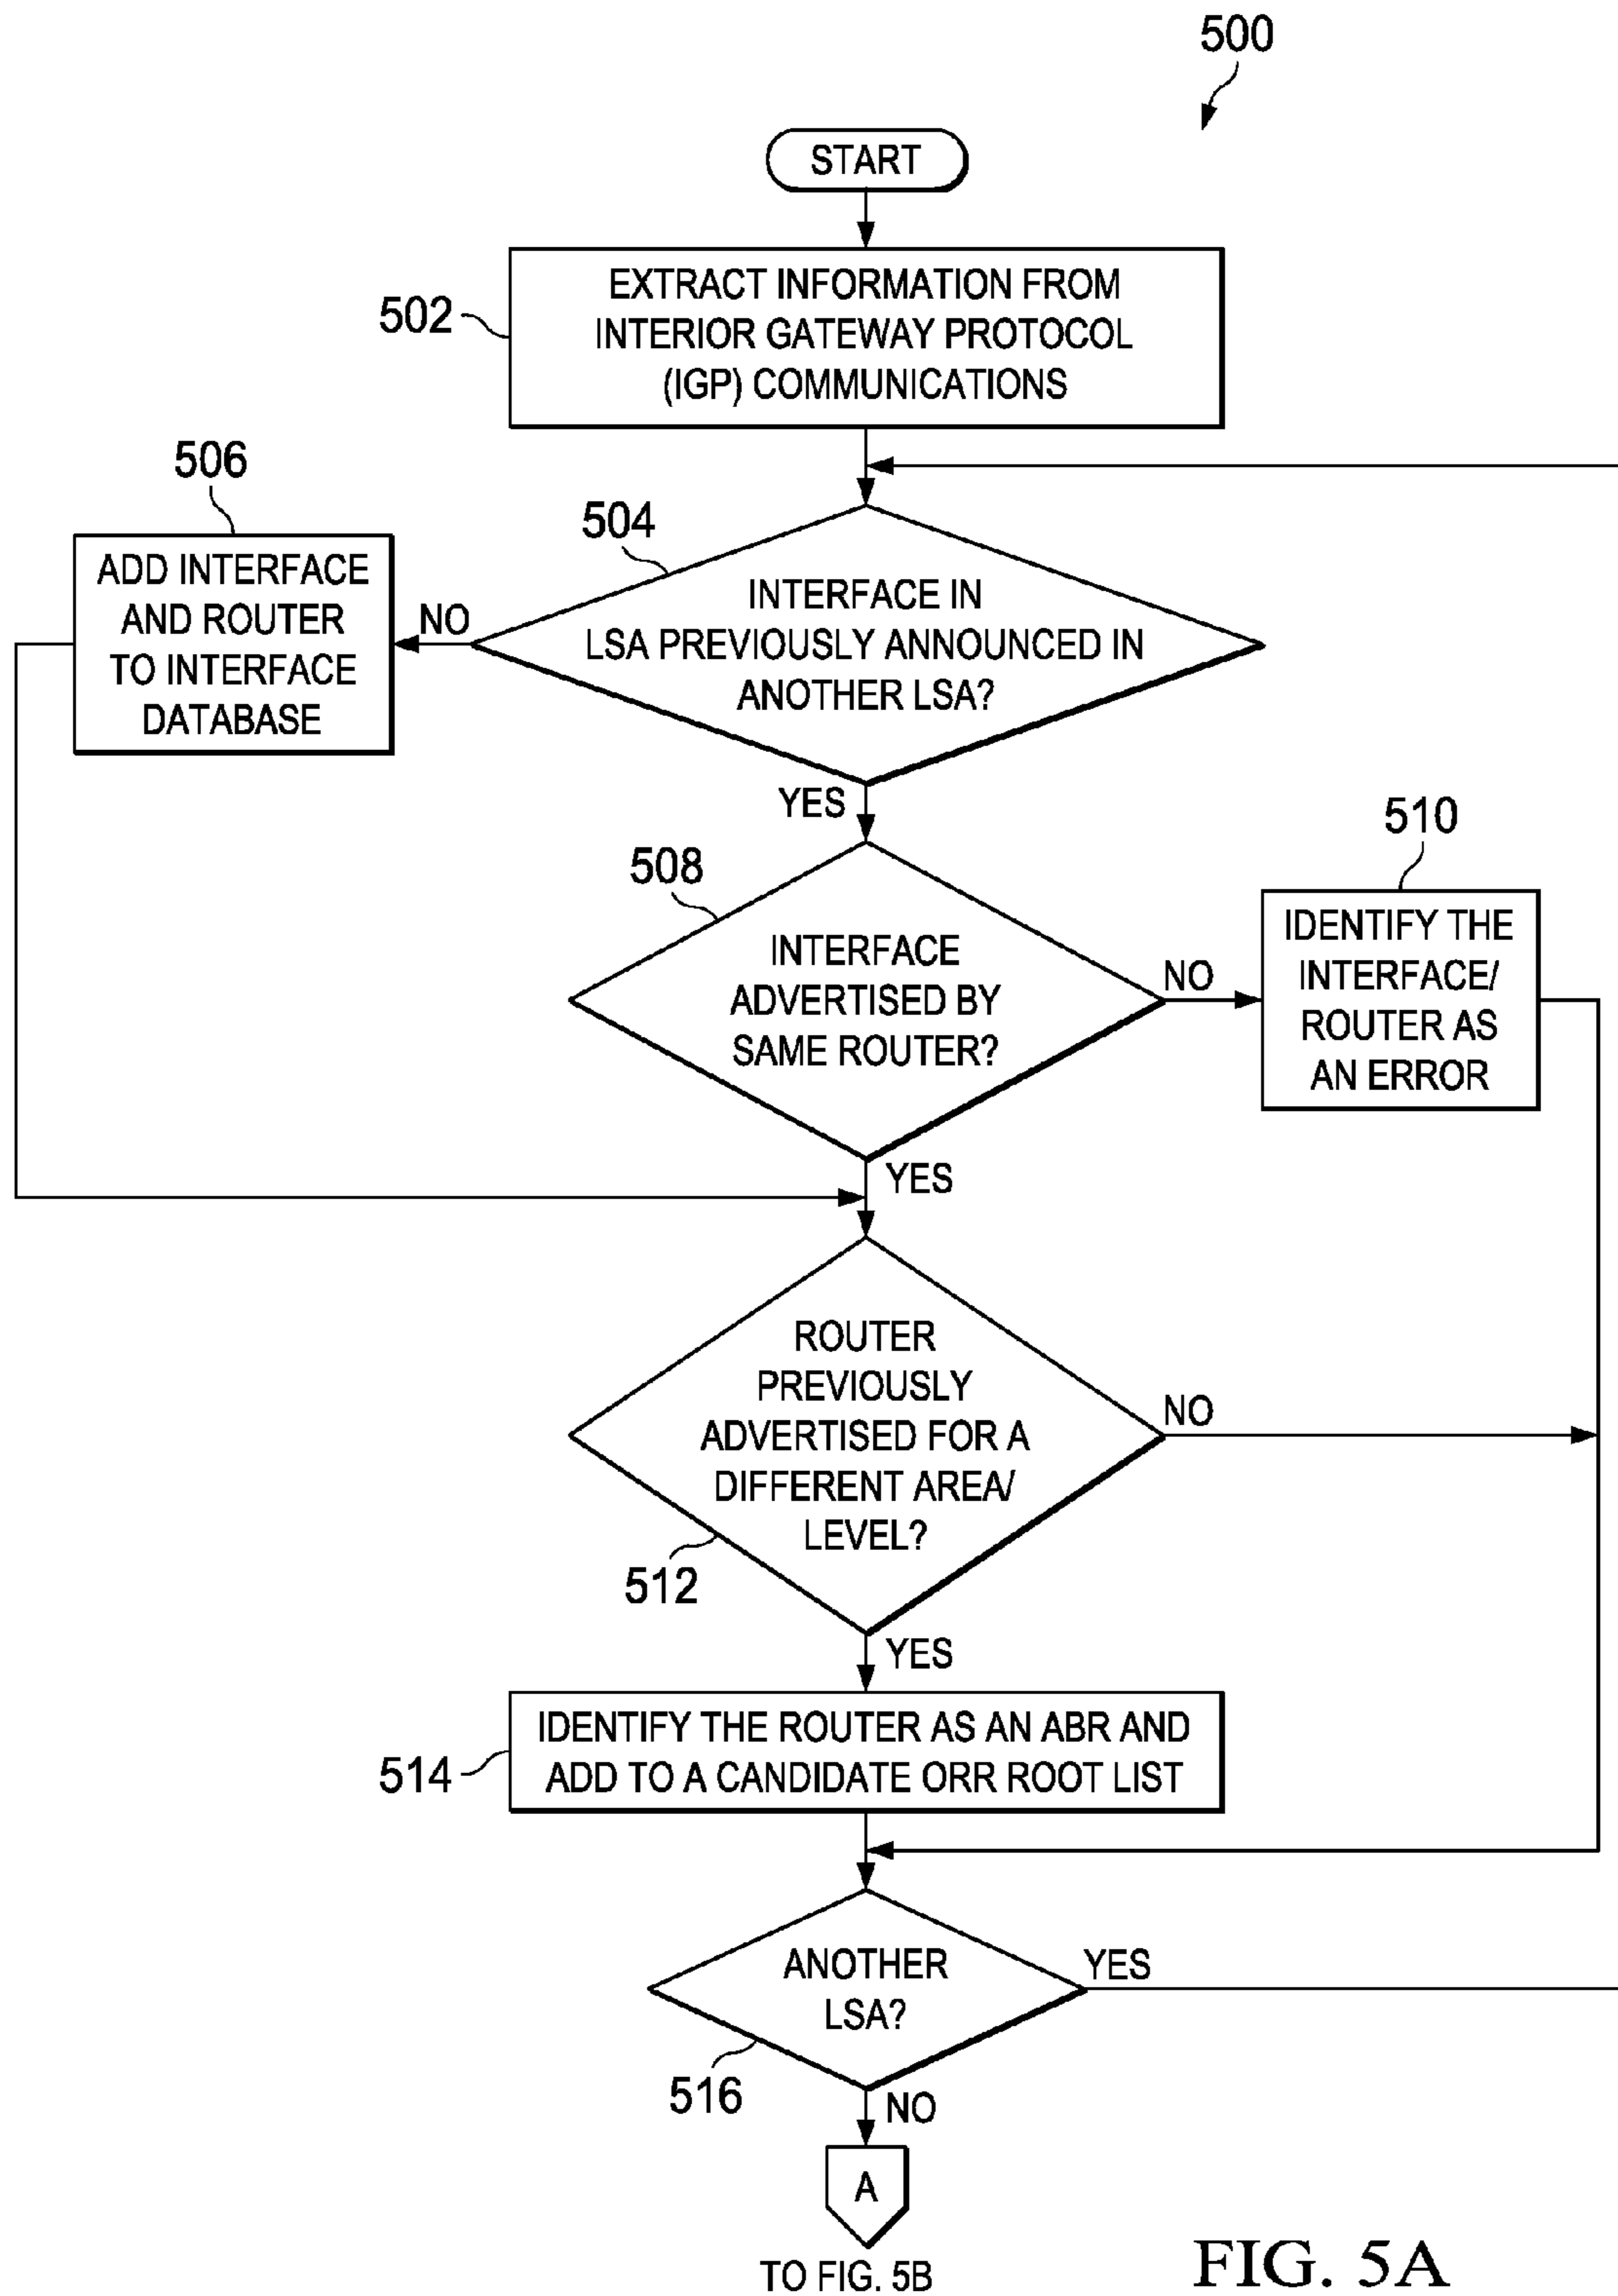 500
START
502
EXTRACT INFORMATION FROM
INTERIOR GATEWAY PROTOCOL
(IGP) COMMUNICATIONS
506
ADD INTERFACE
AND ROUTER
TO INTERFACE
DATABASE
NO
504
INTERFACE IN
LSA PREVIOUSLY ANNOUNCED IN
ANOTHER LSA?
YES
508
INTERFACE
ADVERTISED BY
SAME ROUTER?
NO
510
IDENTIFY THE
INTERFACE/
ROUTER AS
AN ERROR
YES
ROUTER
PREVIOUSLY
ADVERTISED FOR A
DIFFERENT AREA/
LEVEL?
NO
512
YES
514
IDENTIFY THE ROUTER AS AN ABR AND
ADD TO A CANDIDATE ORR ROOT LIST
ANOTHER
LSA?
YES
516
NO
A
TO FIG. 5B
FIG. 5A